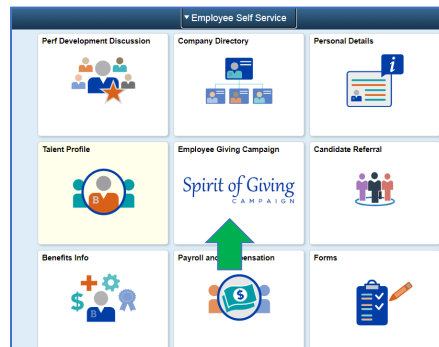 Employee Self Service
Perf Development Discussion
Company Directory
Personal Details
i
Talent Profile
Employee Giving Campaign
Candidate Referral
B
Spirit of Giving
CAMPAIGN
Benefits Info
Payroll and
Forms
$
B
$